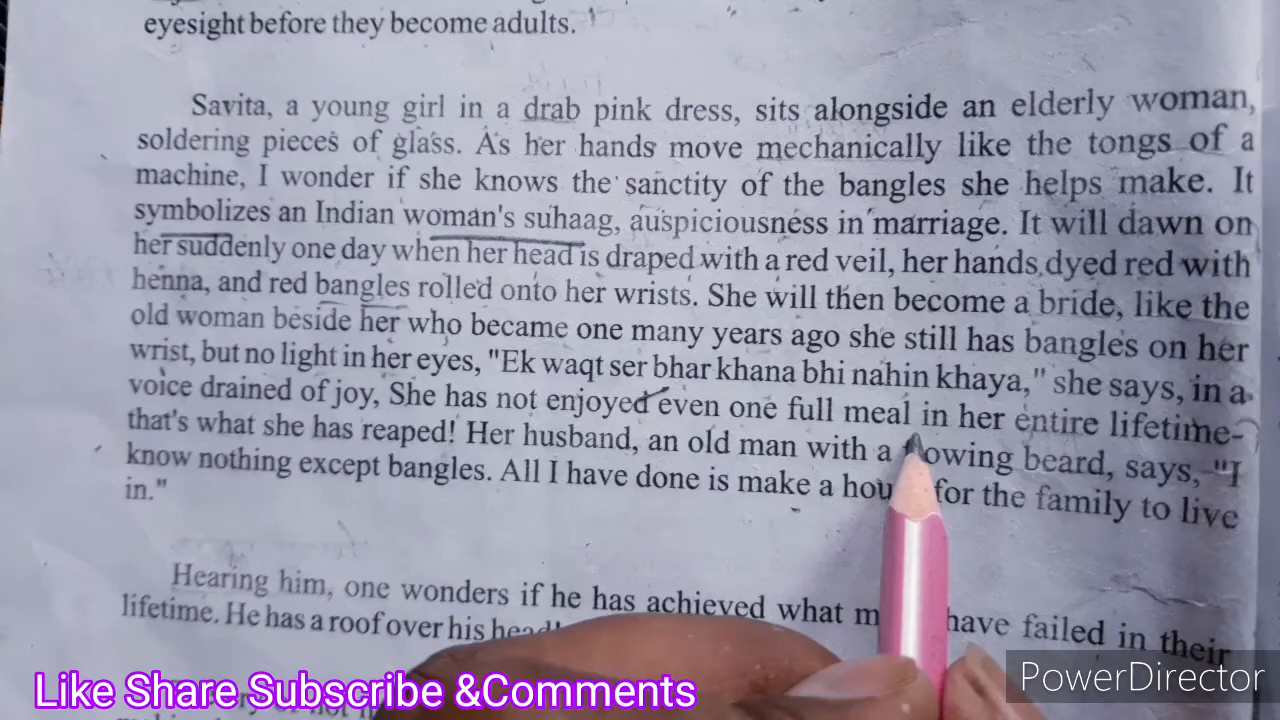 eyesight before they become adults.
Savita, a young girl in a drab pink dress, sits alongside an elderly woman,
soldering pieces of glass. As her hands move mechanically like the tongs of a
machine, I wonder if she knows the sanctity of the bangles she helps make. It
symbolizes an Indian woman's suhaag, auspiciousness in marriage. It will dawn on
her suddenly one day when her head is draped with a red veil, her hands dyed red with
henna, and red bangles rolled onto her wrists. She will then become a bride, like the
old woman beside her who became one many years ago she still has bangles on her
wrist, but no light in her eyes, "Ek waqt ser bhar khana bhi nahin khaya," she says, in a
voice drained of joy, She has not enjoyed even one full meal in her entire lifetime-
that's what she has reaped! Her husband, an old man with a flowing beard, says, "I
know nothing except bangles. All I have done is make a for the family to live
in."
Hearing him, one wonders if he has achieved what have failed in their
lifetime. He has a roof over his head!
Like Share Subscribe &Comments
PowerDirector